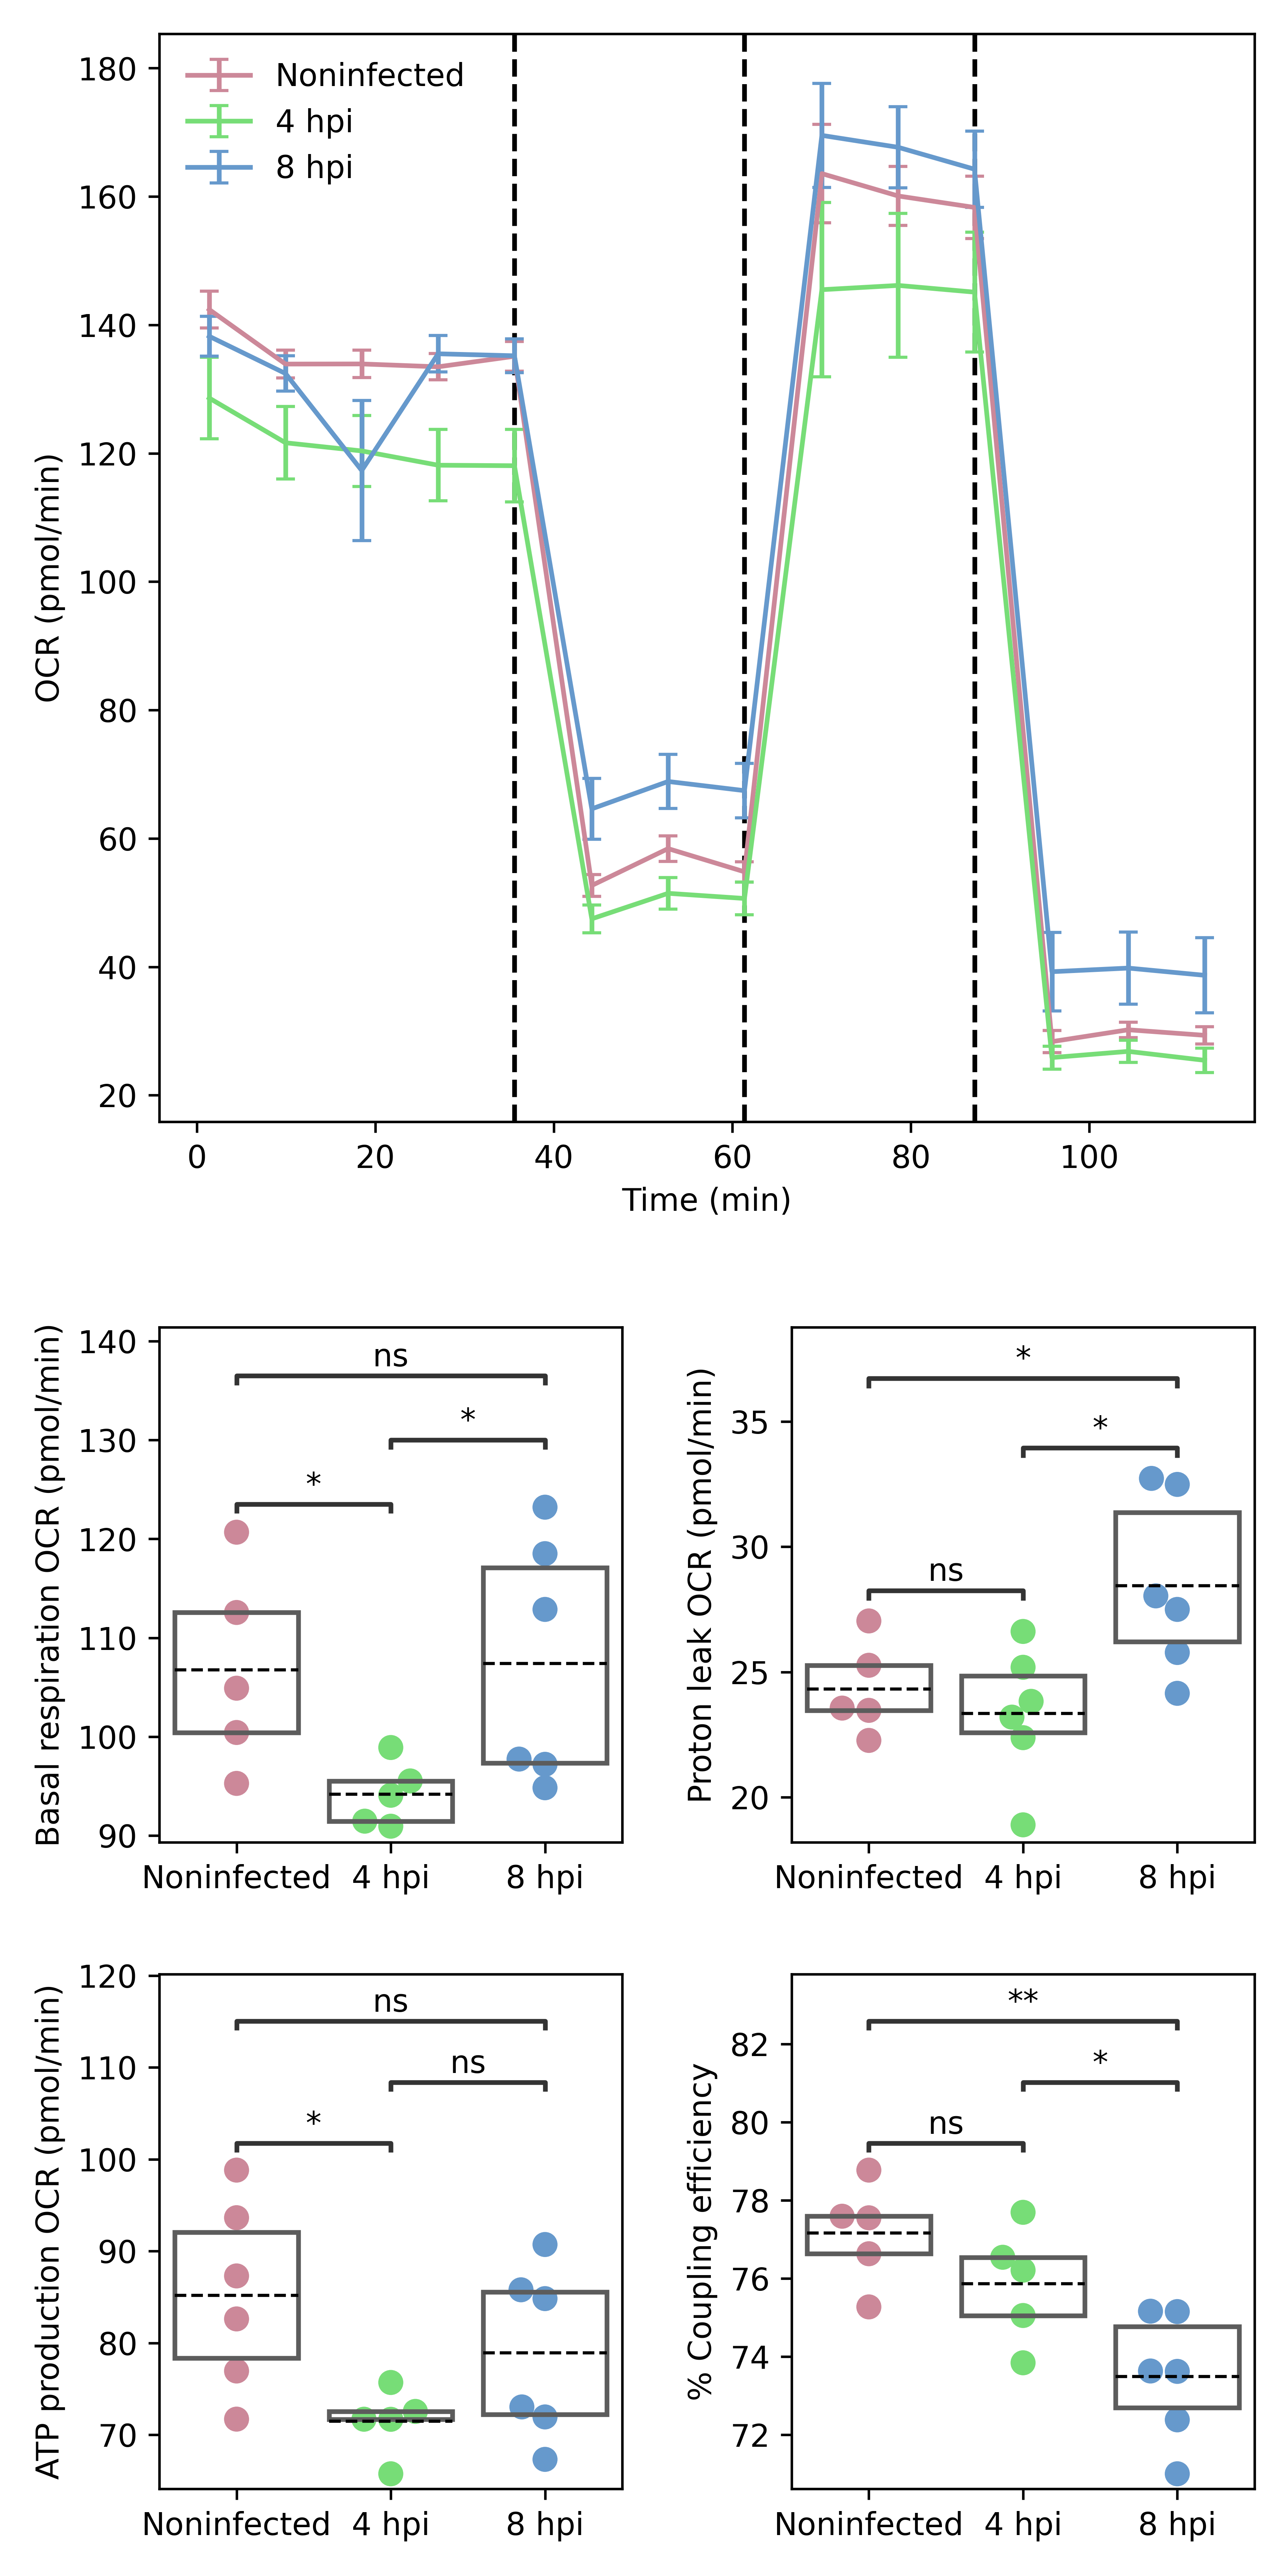 Noninfected
4 hpi
8 hpi
OCR (pmol/min)
180
160
140
120
100
80
60
40
20
0 20 40 60 80 100
Time (min)
Basal respiration OCR (pmol/min)
140
130
120
110
100
90
ns
*
*
Noninfected 4 hpi 8 hpi
Proton leak OCR (pmol/min)
35
30
25
20
*
*
ns
Noninfected 4 hpi 8 hpi
ATP production OCR (pmol/min)
120
110
100
90
80
70
ns
ns
*
Noninfected 4 hpi 8 hpi
% Coupling efficiency
82
80
78
76
74
72
**
*
ns
Noninfected 4 hpi 8 hpi